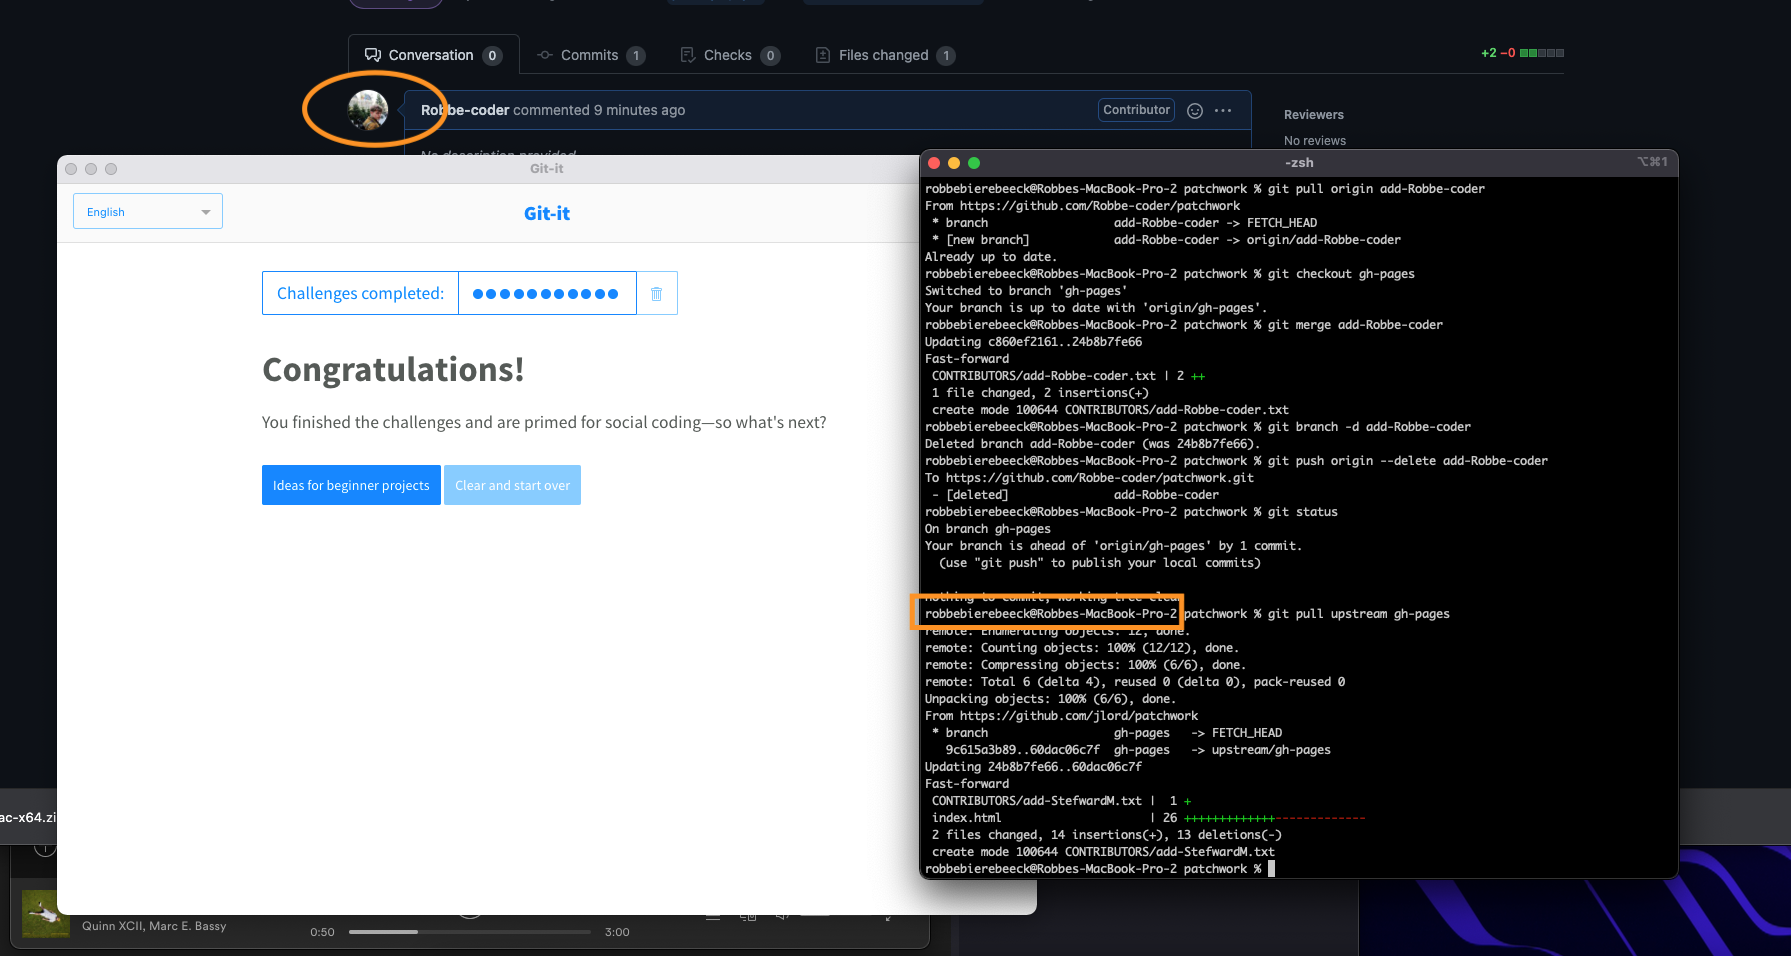 Conversation 0
Commits 1
Checks 0
Files changed 1
+2 −0
Robbe-coder commented 9 minutes ago
Contributor
Reviewers
No reviews
No description provided.
Git-it
English
Git-it
Challenges completed:
Congratulations!
You finished the challenges and are primed for social coding—so what's next?
Ideas for beginner projects
Clear and start over
-zsh
⌥⌘1
robbebierebeeck@Robbes-MacBook-Pro-2 patchwork % git pull origin add-Robbe-coder
From https://github.com/Robbe-coder/patchwork
* branch add-Robbe-coder -> FETCH_HEAD
* [new branch] add-Robbe-coder -> origin/add-Robbe-coder
Already up to date.
robbebierebeeck@Robbes-MacBook-Pro-2 patchwork % git checkout gh-pages
Switched to branch 'gh-pages'
Your branch is up to date with 'origin/gh-pages'.
robbebierebeeck@Robbes-MacBook-Pro-2 patchwork % git merge add-Robbe-coder
Updating c860ef2161..24b8b7fe66
Fast-forward
CONTRIBUTORS/add-Robbe-coder.txt | 2 ++
1 file changed, 2 insertions(+)
create mode 100644 CONTRIBUTORS/add-Robbe-coder.txt
robbebierebeeck@Robbes-MacBook-Pro-2 patchwork % git branch -d add-Robbe-coder
Deleted branch add-Robbe-coder (was 24b8b7fe66).
robbebierebeeck@Robbes-MacBook-Pro-2 patchwork % git push origin --delete add-Robbe-coder
To https://github.com/Robbe-coder/patchwork.git
- [deleted] add-Robbe-coder
robbebierebeeck@Robbes-MacBook-Pro-2 patchwork % git status
On branch gh-pages
Your branch is ahead of 'origin/gh-pages' by 1 commit.
(use "git push" to publish your local commits)
nothing to commit, working tree clean
robbebierebeeck@Robbes-MacBook-Pro-2 patchwork % git pull upstream gh-pages
remote: Enumerating objects: 12, done.
remote: Counting objects: 100% (12/12), done.
remote: Compressing objects: 100% (6/6), done.
remote: Total 6 (delta 4), reused 0 (delta 0), pack-reused 0
Unpacking objects: 100% (6/6), done.
From https://github.com/jlord/patchwork
* branch gh-pages -> FETCH_HEAD
9c615a3b89..60dac06c7f gh-pages -> upstream/gh-pages
Updating 24b8b7fe66..60dac06c7f
Fast-forward
CONTRIBUTORS/add-StefwardM.txt | 1 +
index.html | 26 +++++++++++++-------------
2 files changed, 14 insertions(+), 13 deletions(-)
create mode 100644 CONTRIBUTORS/add-StefwardM.txt
robbebierebeeck@Robbes-MacBook-Pro-2 patchwork %
ac-x64.zi
Quinn XCII, Marc E. Bassy
0:50
3:00